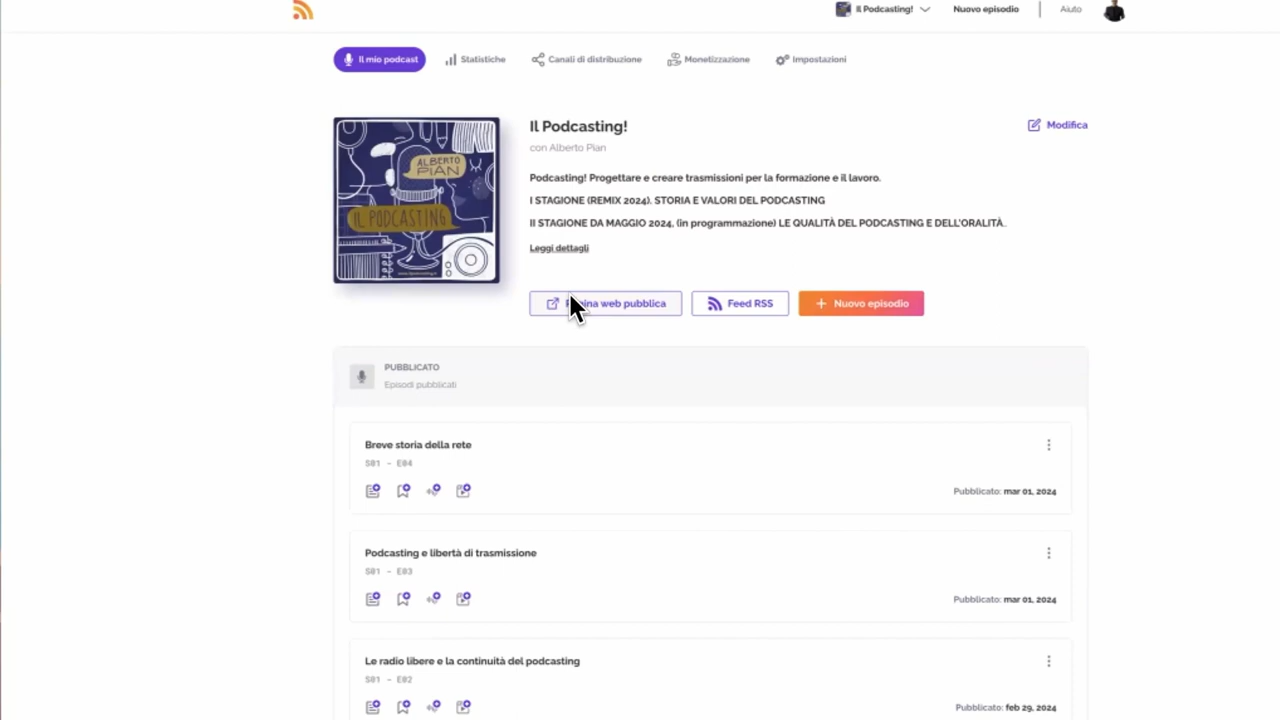 Il Podcasting!
Nuovo episodio
Aiuto
Il mio podcast
Statistiche
Canali di distribuzione
Monetizzazione
Impostazioni
ALBERTO
PIAN
IL PODCASTING
Il Podcasting!
Modifica
con Alberto Pian
Podcasting! Progettare e creare trasmissioni per la formazione e il lavoro.
I STAGIONE (REMIX 2024). STORIA E VALORI DEL PODCASTING
II STAGIONE DA MAGGIO 2024, (in programmazione) LE QUALITÀ DEL PODCASTING E DELL'ORALITÀ.
Leggi dettagli
web pubblica
Feed RSS
+ Nuovo episodio
PUBBLICATO
Episodi pubblicati
Breve storia della rete
S01 - E04
Pubblicato: mar 01, 2024
Podcasting e libertà di trasmissione
S01 - E03
Pubblicato: mar 01, 2024
Le radio libere e la continuità del podcasting
S01 - E02
Pubblicato: feb 29, 2024